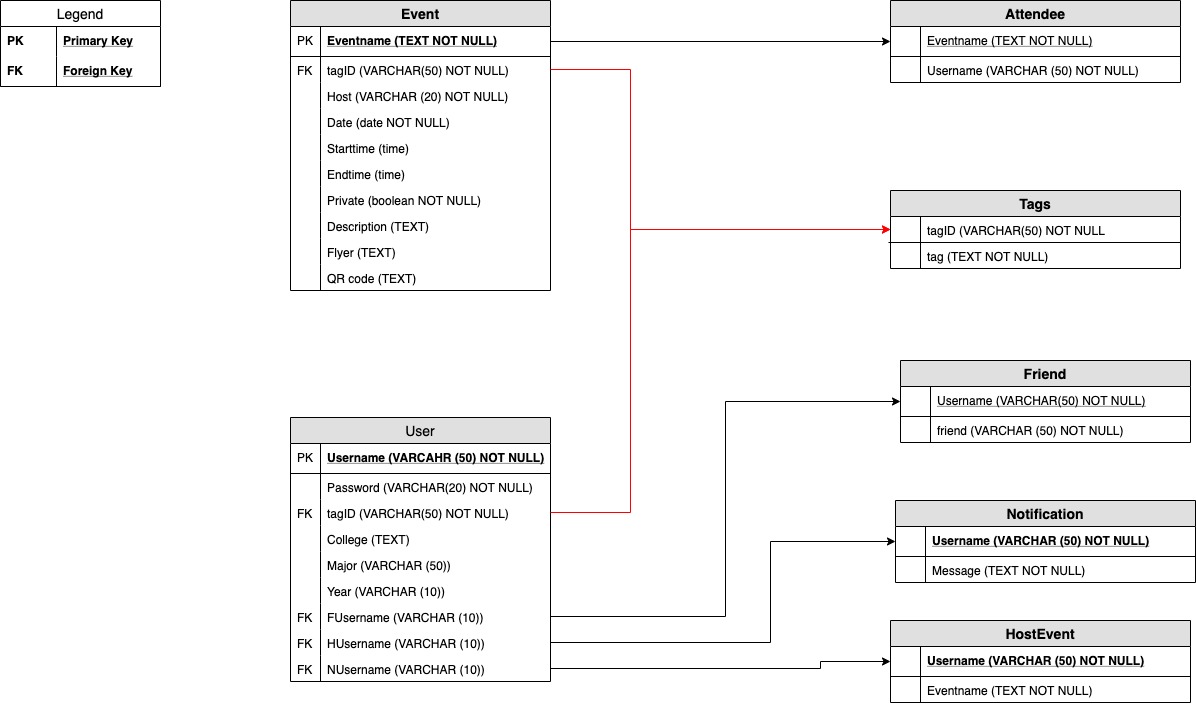 Legend
PK Primary Key
FK Foreign Key
Event
PK Eventname (TEXT NOT NULL)
FK tagID (VARCHAR(50) NOT NULL)
Host (VARCHAR (20) NOT NULL)
Date (date NOT NULL)
Starttime (time)
Endtime (time)
Private (boolean NOT NULL)
Description (TEXT)
Flyer (TEXT)
QR code (TEXT)
Attendee
Eventname (TEXT NOT NULL)
Username (VARCHAR (50) NOT NULL)
Tags
tagID (VARCHAR(50) NOT NULL
tag (TEXT NOT NULL)
User
PK Username (VARCAHR (50) NOT NULL)
Password (VARCHAR(20) NOT NULL)
FK tagID (VARCHAR(50) NOT NULL)
College (TEXT)
Major (VARCHAR (50))
Year (VARCHAR (10))
FK FUsername (VARCHAR (10))
FK HUsername (VARCHAR (10))
FK NUsername (VARCHAR (10))
Friend
Username (VARCHAR(50) NOT NULL)
friend (VARCHAR (50) NOT NULL)
Notification
Username (VARCHAR (50) NOT NULL)
Message (TEXT NOT NULL)
HostEvent
Username (VARCHAR (50) NOT NULL)
Eventname (TEXT NOT NULL)